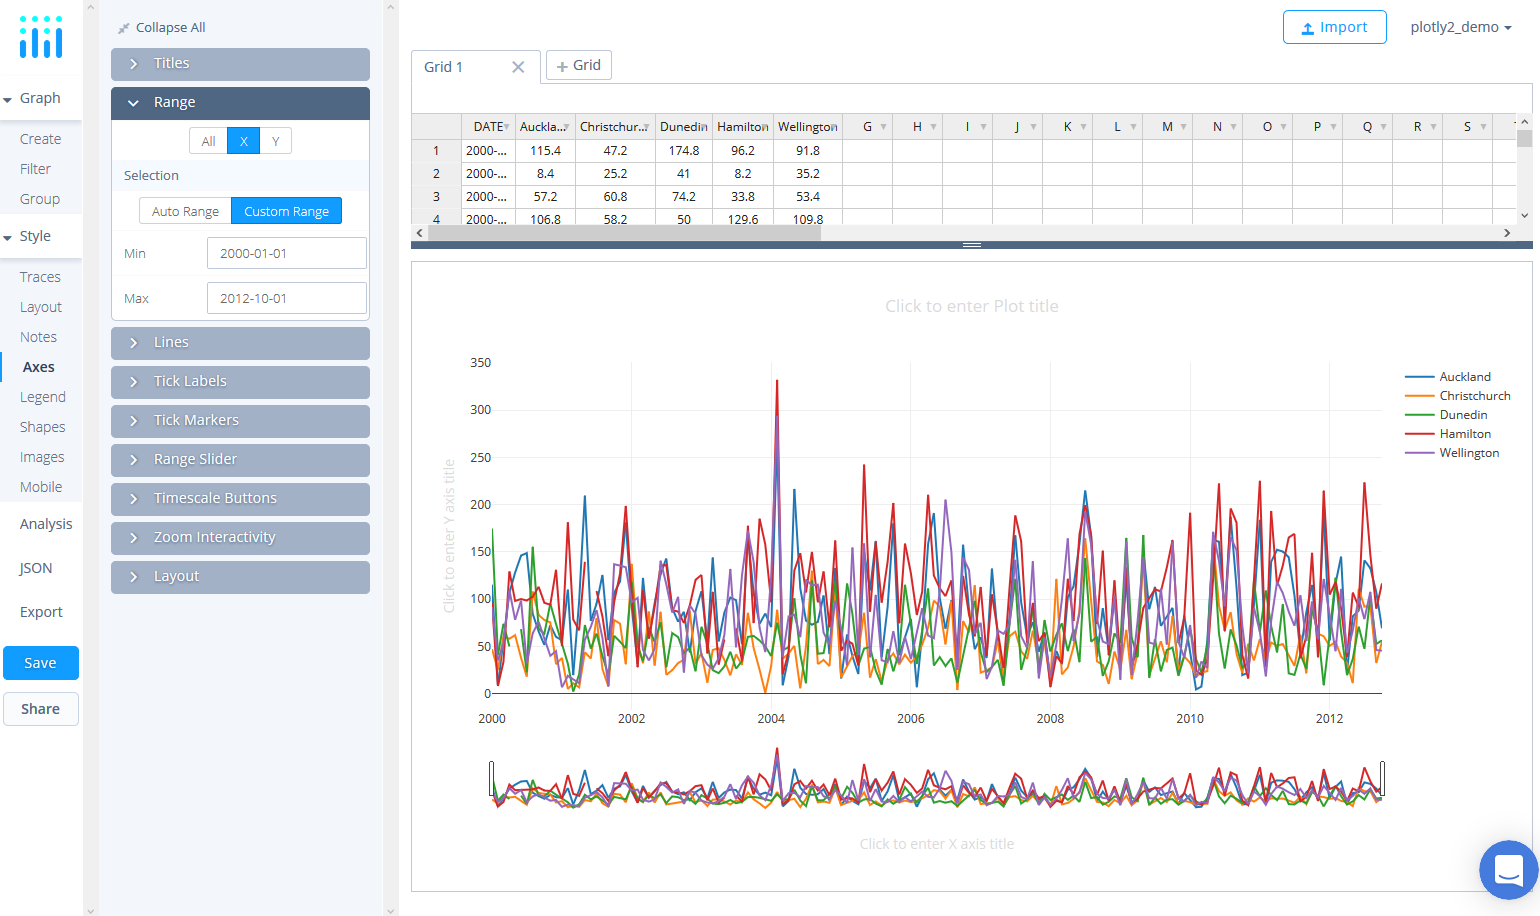 Import
plotly2_demo
Collapse All
Titles
Range
All X Y
Selection
Auto Range Custom Range
Min 2000-01-01
Max 2012-10-01
Lines
Tick Labels
Tick Markers
Range Slider
Timescale Buttons
Zoom Interactivity
Layout
Graph
Create
Filter
Group
Style
Traces
Layout
Notes
Axes
Legend
Shapes
Images
Mobile
Analysis
JSON
Export
Save
Share
Grid 1
+ Grid
DATE Auckla... Christchur... Dunedin Hamilton Wellington G H I J K L M N O P Q R S
1 2000-... 115.4 47.2 174.8 96.2 91.8
2 2000-... 8.4 25.2 41 8.2 35.2
3 2000-... 57.2 60.8 74.2 33.8 53.4
4 2000-... 106.8 58.2 50 129.6 109.8
Click to enter Plot title
350
300
250
200
150
100
50
0
Click to enter Y axis title
2000 2002 2004 2006 2008 2010 2012
Auckland
Christchurch
Dunedin
Hamilton
Wellington
Click to enter X axis title